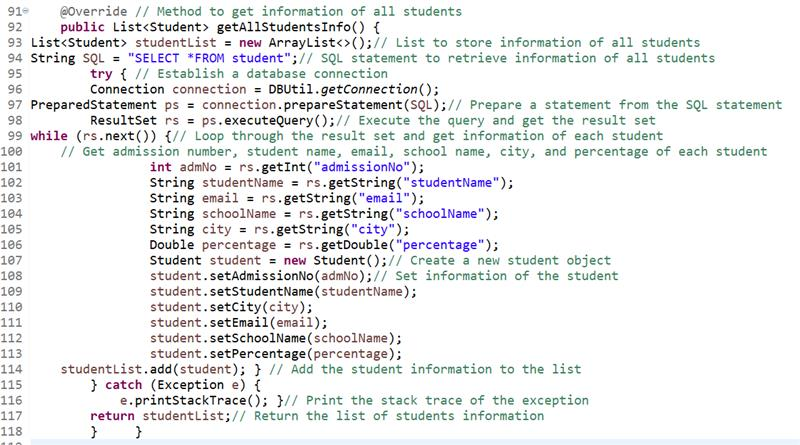 91 @Override // Method to get information of all students
92 public List<Student> getAllStudentsInfo() {
93 List<Student> studentList = new ArrayList<>();// List to store information of all students
94 String SQL = "SELECT *FROM student";// SQL statement to retrieve information of all students
95 try { // Establish a database connection
96 Connection connection = DBUtil.getConnection();
97 PreparedStatement ps = connection.prepareStatement(SQL);// Prepare a statement from the SQL statement
98 ResultSet rs = ps.executeQuery();// Execute the query and get the result set
99 while (rs.next()) {// Loop through the result set and get information of each student
100 // Get admission number, student name, email, school name, city, and percentage of each student
101 int admNo = rs.getInt("admissionNo");
102 String studentName = rs.getString("studentName");
103 String email = rs.getString("email");
104 String schoolName = rs.getString("schoolName");
105 String city = rs.getString("city");
106 Double percentage = rs.getDouble("percentage");
107 Student student = new Student();// Create a new student object
108 student.setAdmissionNo(admNo);// Set information of the student
109 student.setStudentName(studentName);
110 student.setCity(city);
111 student.setEmail(email);
112 student.setSchoolName(schoolName);
113 student.setPercentage(percentage);
114 studentList.add(student); } // Add the student information to the list
115 } catch (Exception e) {
116 e.printStackTrace(); }// Print the stack trace of the exception
117 return studentList;// Return the list of students information
118 } }